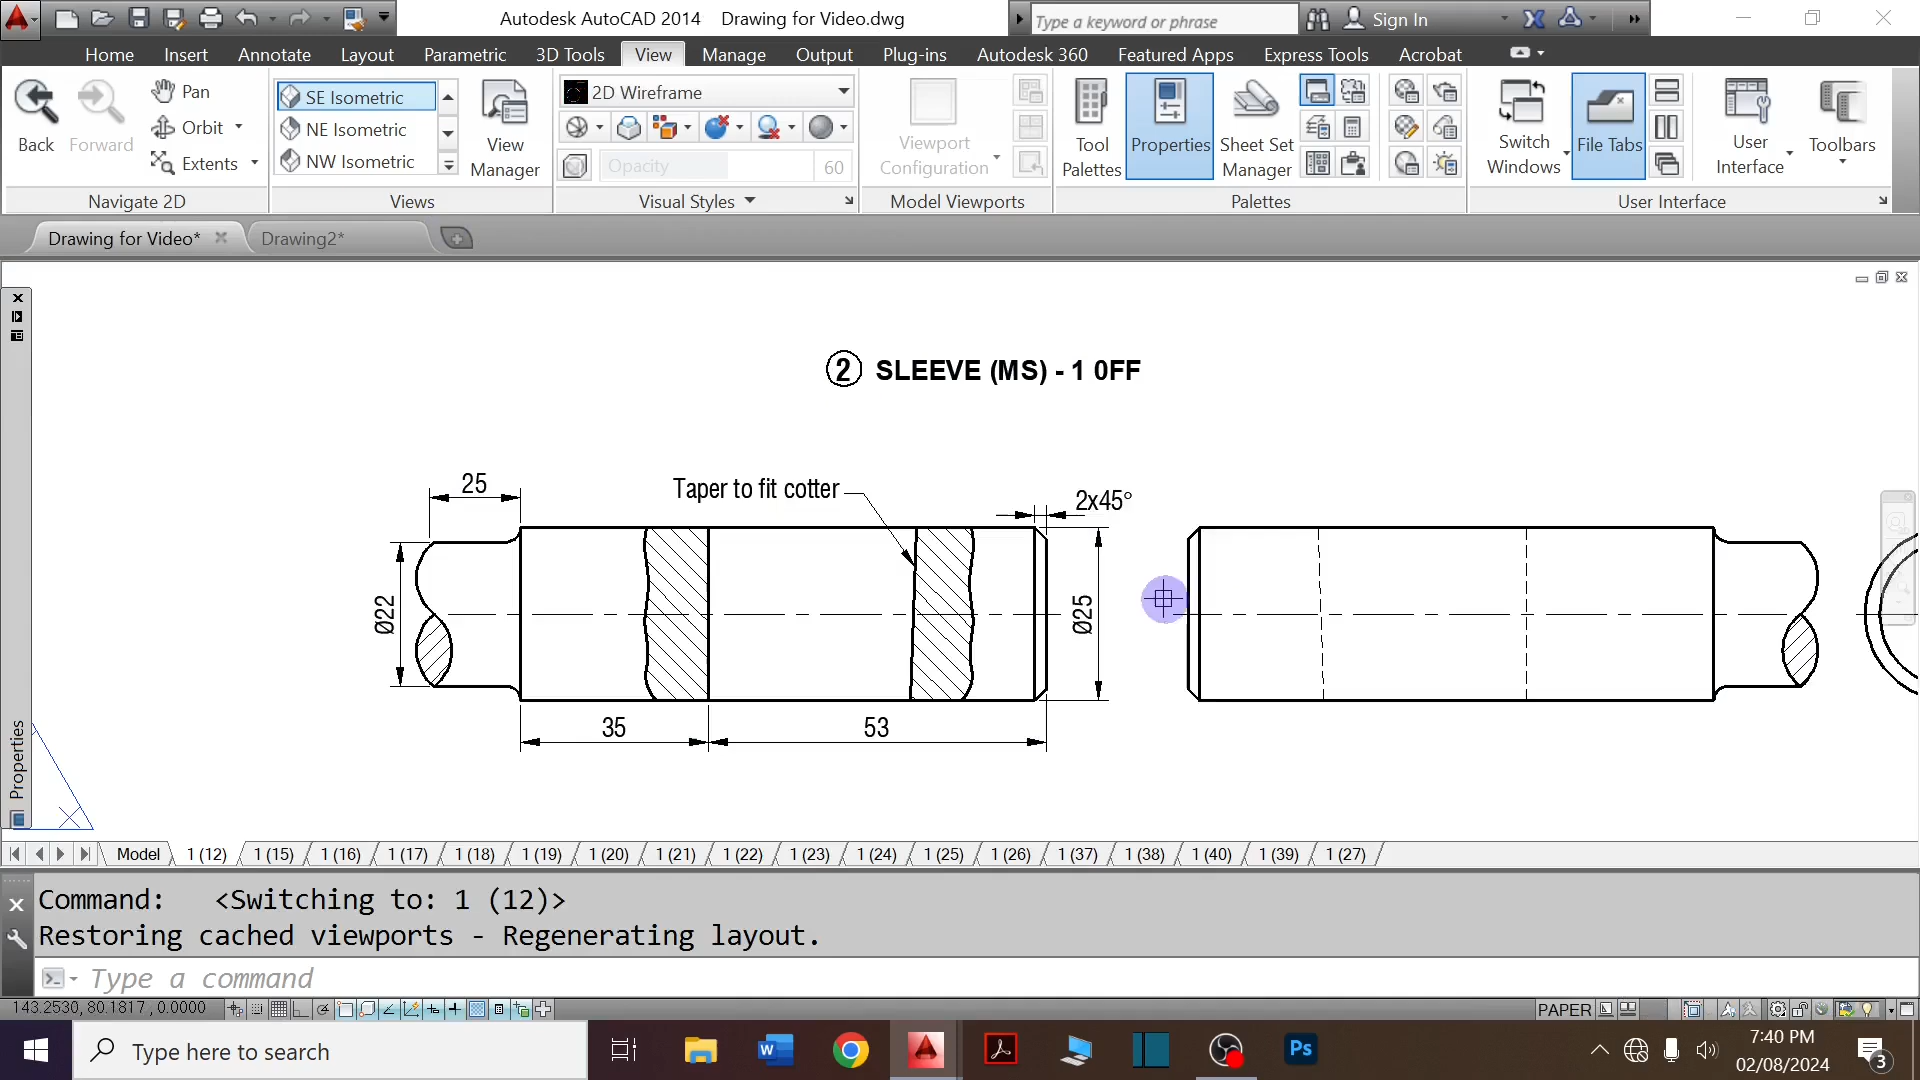 Autodesk AutoCAD 2014 Drawing for Video.dwg
Type a keyword or phrase
Sign In
Home Insert Annotate Layout Parametric 3D Tools View Manage Output Plug-ins Autodesk 360 Featured Apps Express Tools Acrobat
Back
Forward
Pan
Orbit
Extents
Navigate 2D
SE Isometric
NE Isometric
NW Isometric
View
Manager
Views
2D Wireframe
Opacity 60
Visual Styles
Viewport
Configuration
Model Viewports
Tool
Palettes
Properties
Sheet Set
Manager
Palettes
Switch
Windows
File Tabs
User
Interface
Toolbars
User Interface
Drawing for Video*
Drawing2*
2 SLEEVE (MS) - 1 0FF
25
Taper to fit cotter
2x45°
Ø22
Ø25
35
53
Properties
Model 1 (12) 1 (15) 1 (16) 1 (17) 1 (18) 1 (19) 1 (20) 1 (21) 1 (22) 1 (23) 1 (24) 1 (25) 1 (26) 1 (37) 1 (38) 1 (40) 1 (39) 1 (27)
Command: <Switching to: 1 (12)>
Restoring cached viewports - Regenerating layout.
Type a command
143.2530, 80.1817, 0.0000
PAPER
Type here to search
W
Ps
7:40 PM
02/08/2024
3